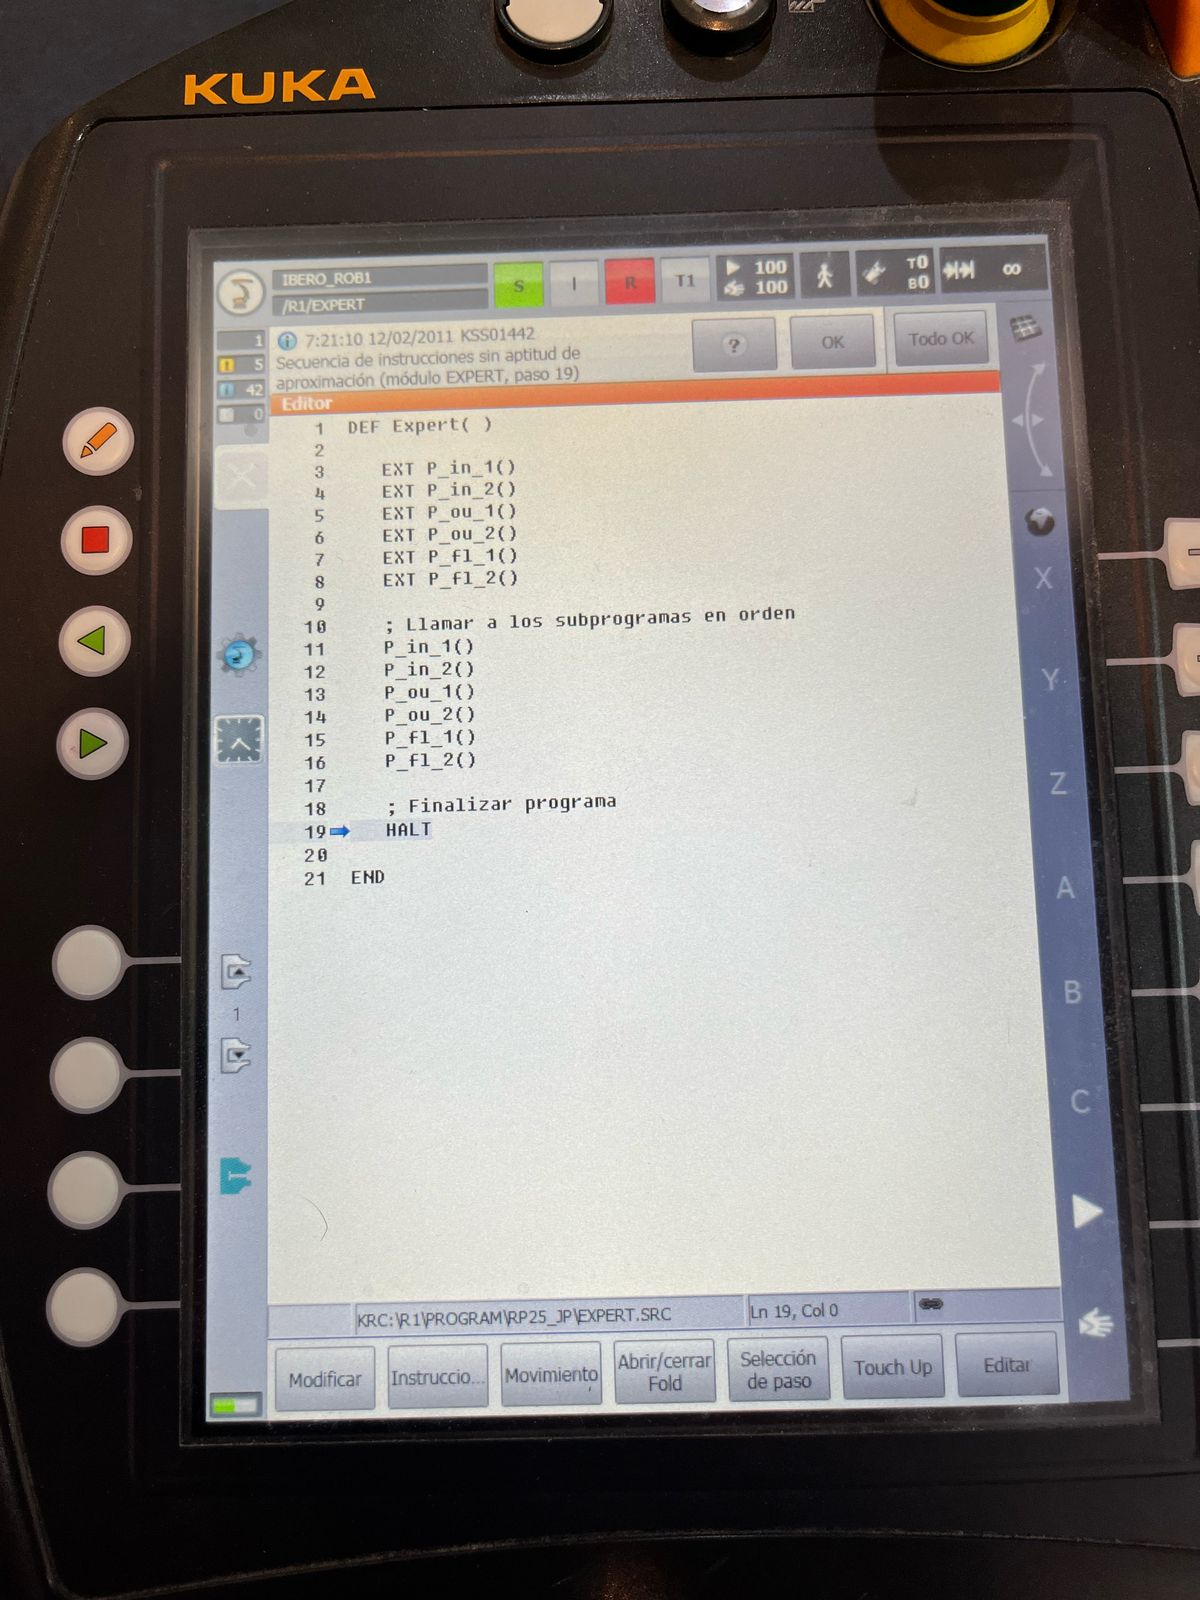 KUKA
IBERO_ROB1
/R1/EXPERT
S
I
R
T1
100
100
T0
B0
∞
1
5
42
0
7:21:10 12/02/2011 KSS01442
Secuencia de instrucciones sin aptitud de
aproximación (módulo EXPERT, paso 19)
?
OK
Todo OK
Editor
1 DEF Expert( )
2
3 EXT P_in_1()
4 EXT P_in_2()
5 EXT P_ou_1()
6 EXT P_ou_2()
7 EXT P_fl_1()
8 EXT P_fl_2()
9
10 ; Llamar a los subprogramas en orden
11 P_in_1()
12 P_in_2()
13 P_ou_1()
14 P_ou_2()
15 P_fl_1()
16 P_fl_2()
17
18 ; Finalizar programa
19 HALT
20
21 END
X
Y
Z
A
B
C
1
KRC:\R1\PROGRAM\RP25_JP\EXPERT.SRC
Ln 19, Col 0
Modificar
Instruccio...
Movimiento
Abrir/cerrar
Fold
Selección
de paso
Touch Up
Editar